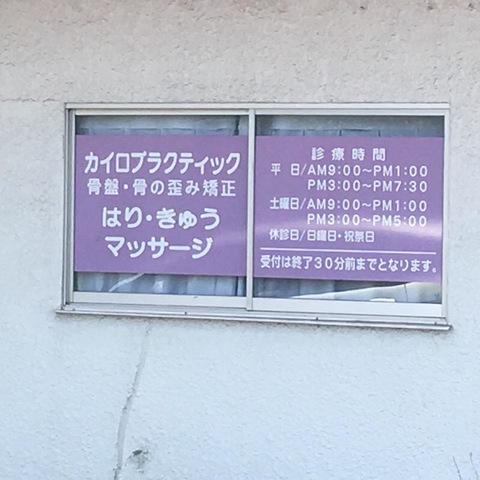 カイロプラクティック
骨盤・骨の歪み矯正
はり・きゅう
マッサージ
診療時間
平 日/AM9:00〜PM1:00
PM3:00〜PM7:30
土曜日/AM9:00〜PM1:00
PM3:00〜PM5:00
休診日/日曜日・祝祭日
受付は終了30分前までとなります。